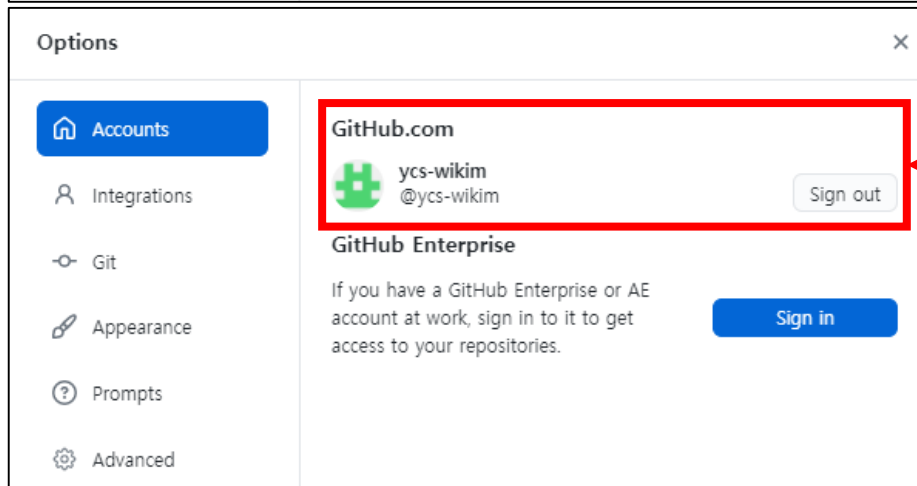 Options
Accounts
Integrations
Git
Appearance
Prompts
Advanced
GitHub.com
ycs-wikim
@ycs-wikim
Sign out
GitHub Enterprise
If you have a GitHub Enterprise or AE
account at work, sign in to it to get
access to your repositories.
Sign in